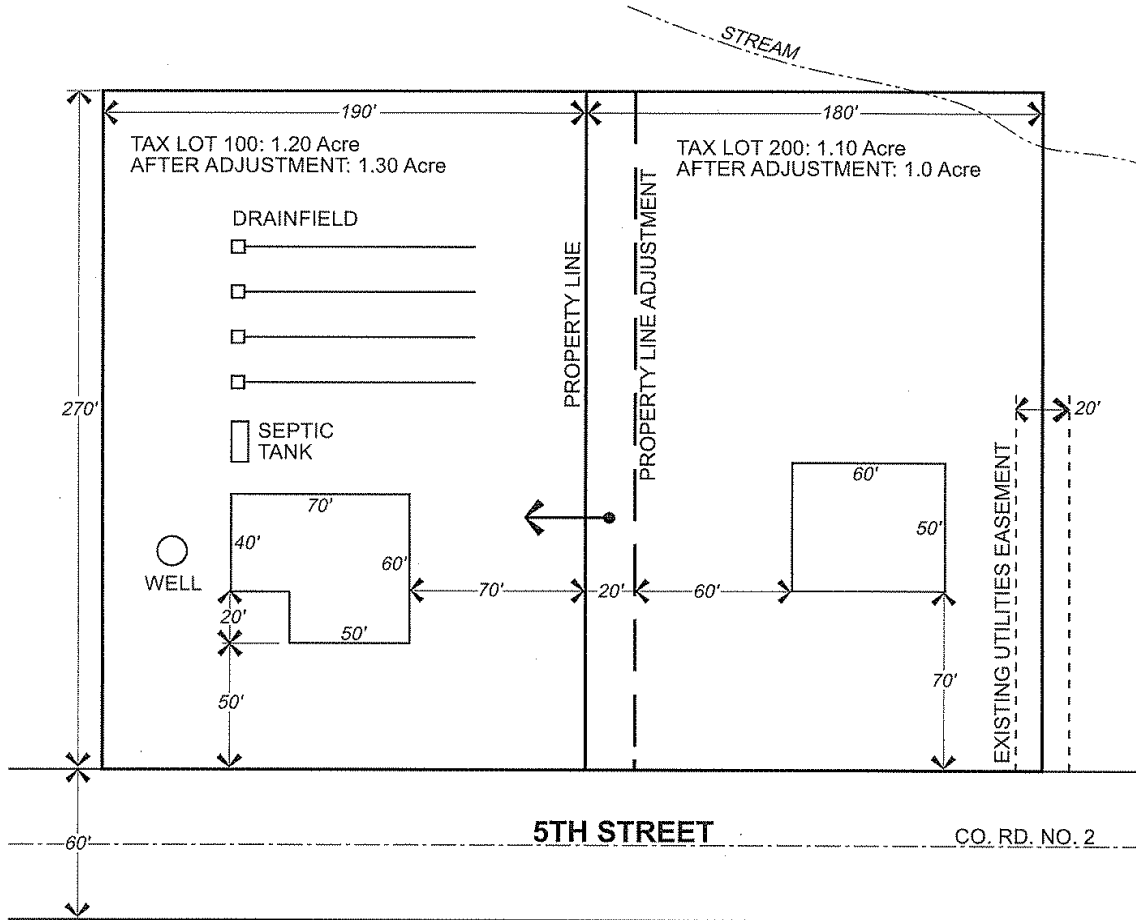 STREAM
190'
180'
TAX LOT 100: 1.20 Acre
AFTER ADJUSTMENT: 1.30 Acre
TAX LOT 200: 1.10 Acre
AFTER ADJUSTMENT: 1.0 Acre
DRAINFIELD
PROPERTY LINE
PROPERTY LINE ADJUSTMENT
270'
20'
SEPTIC
TANK
70'
40'
60'
WELL
20'
50'
50'
70'
20'
60'
60'
50'
70'
EXISTING UTILITIES EASEMENT
5TH STREET
CO. RD. NO. 2
60'